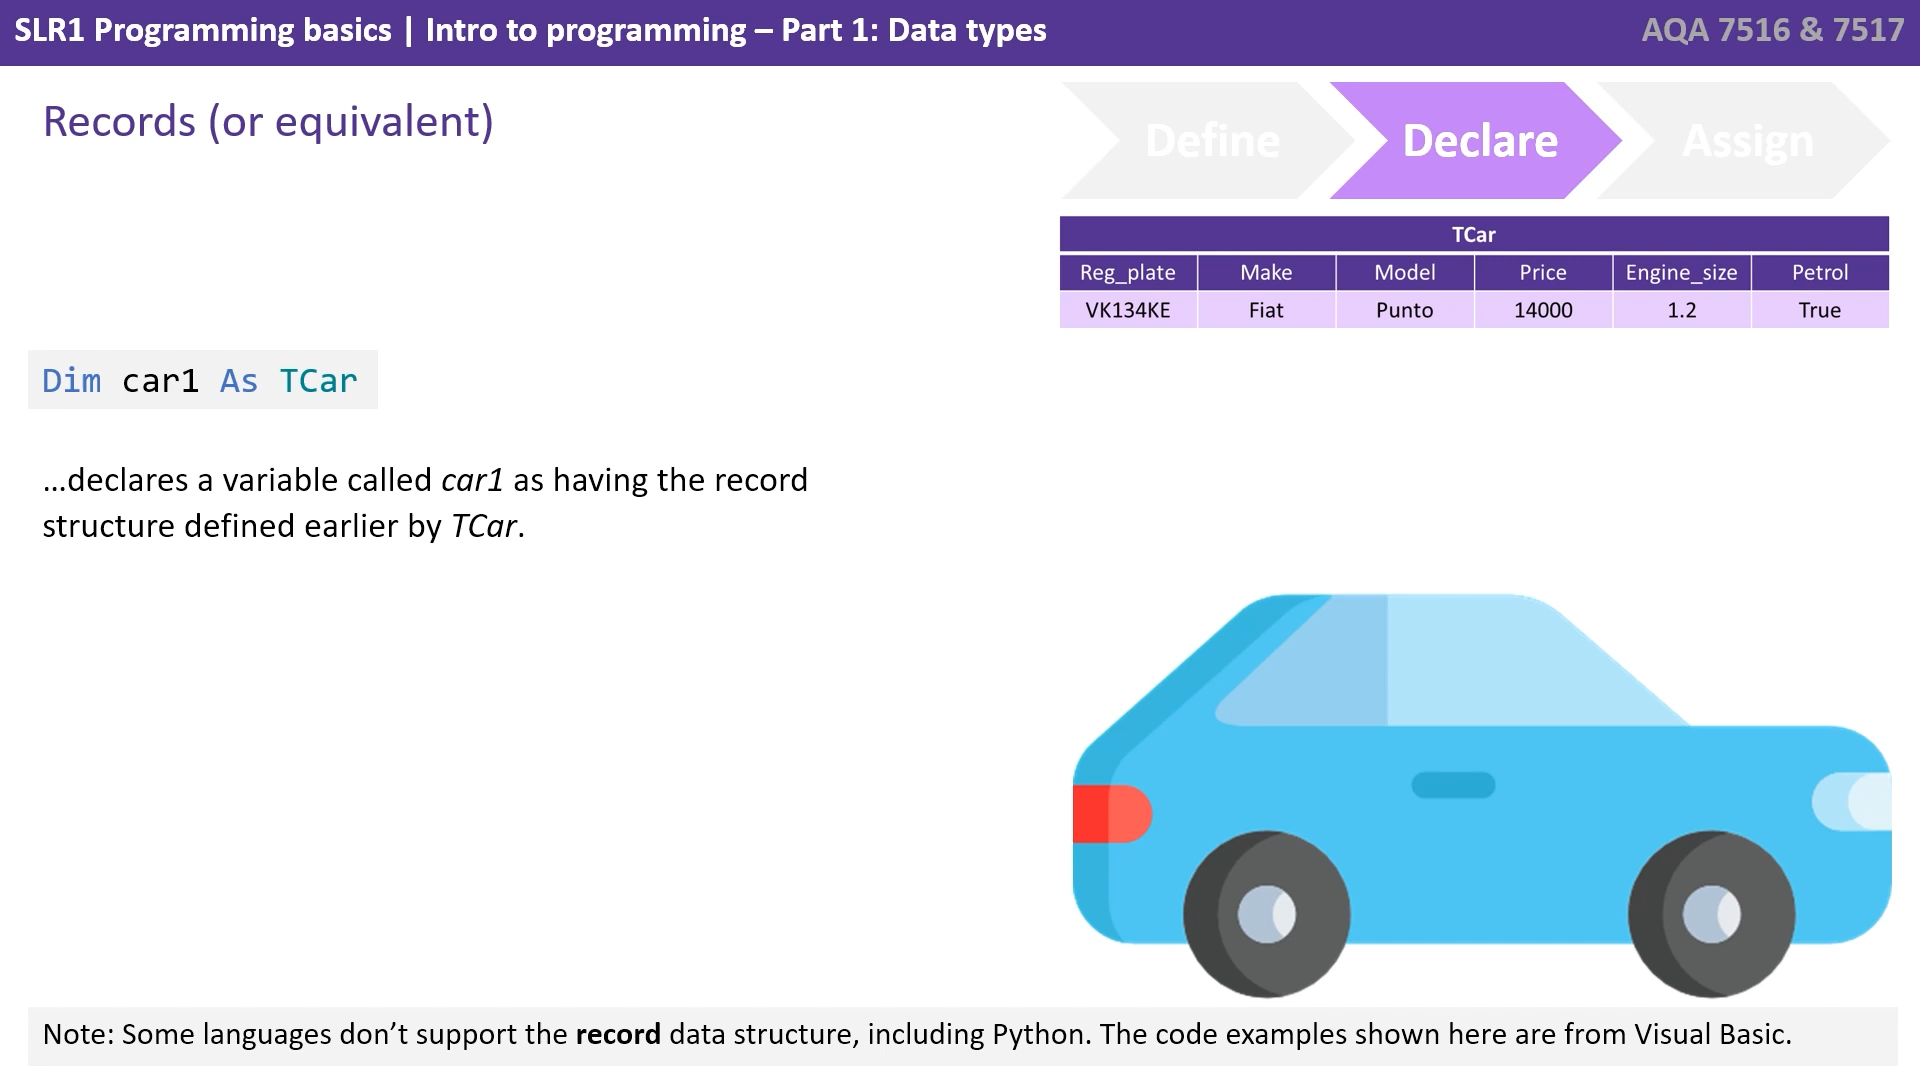 SLR1 Programming basics | Intro to programming – Part 1: Data types
AQA 7516 & 7517
Records (or equivalent)
Define
Declare
Assign
TCar
Reg_plate Make Model Price Engine_size Petrol
VK134KE Fiat Punto 14000 1.2 True
Dim car1 As TCar
…declares a variable called car1 as having the record
structure defined earlier by TCar.
Note: Some languages don’t support the record data structure, including Python. The code examples shown here are from Visual Basic.